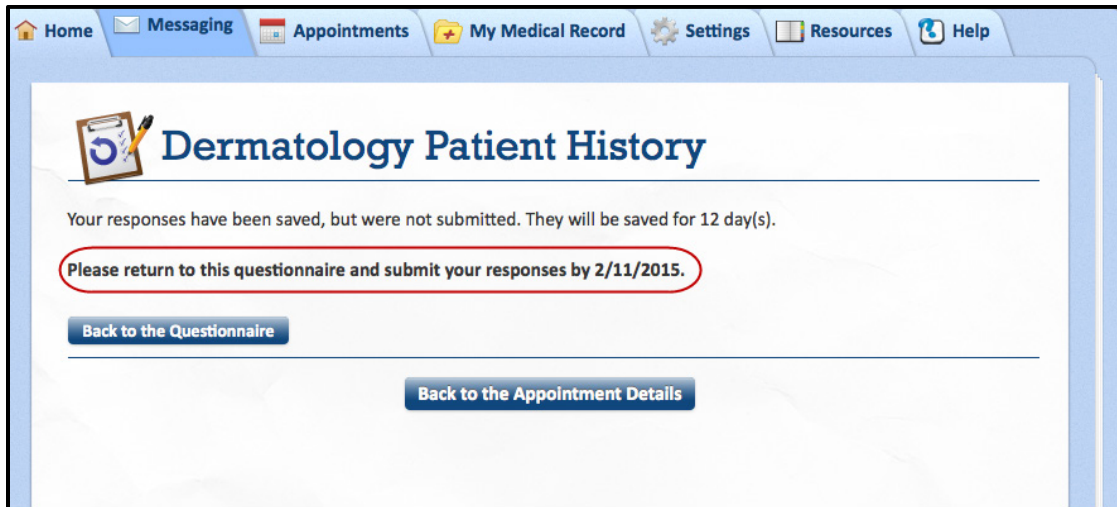 Home Messaging Appointments My Medical Record Settings Resources Help
Dermatology Patient History
Your responses have been saved, but were not submitted. They will be saved for 12 day(s).
Please return to this questionnaire and submit your responses by 2/11/2015.
Back to the Questionnaire
Back to the Appointment Details